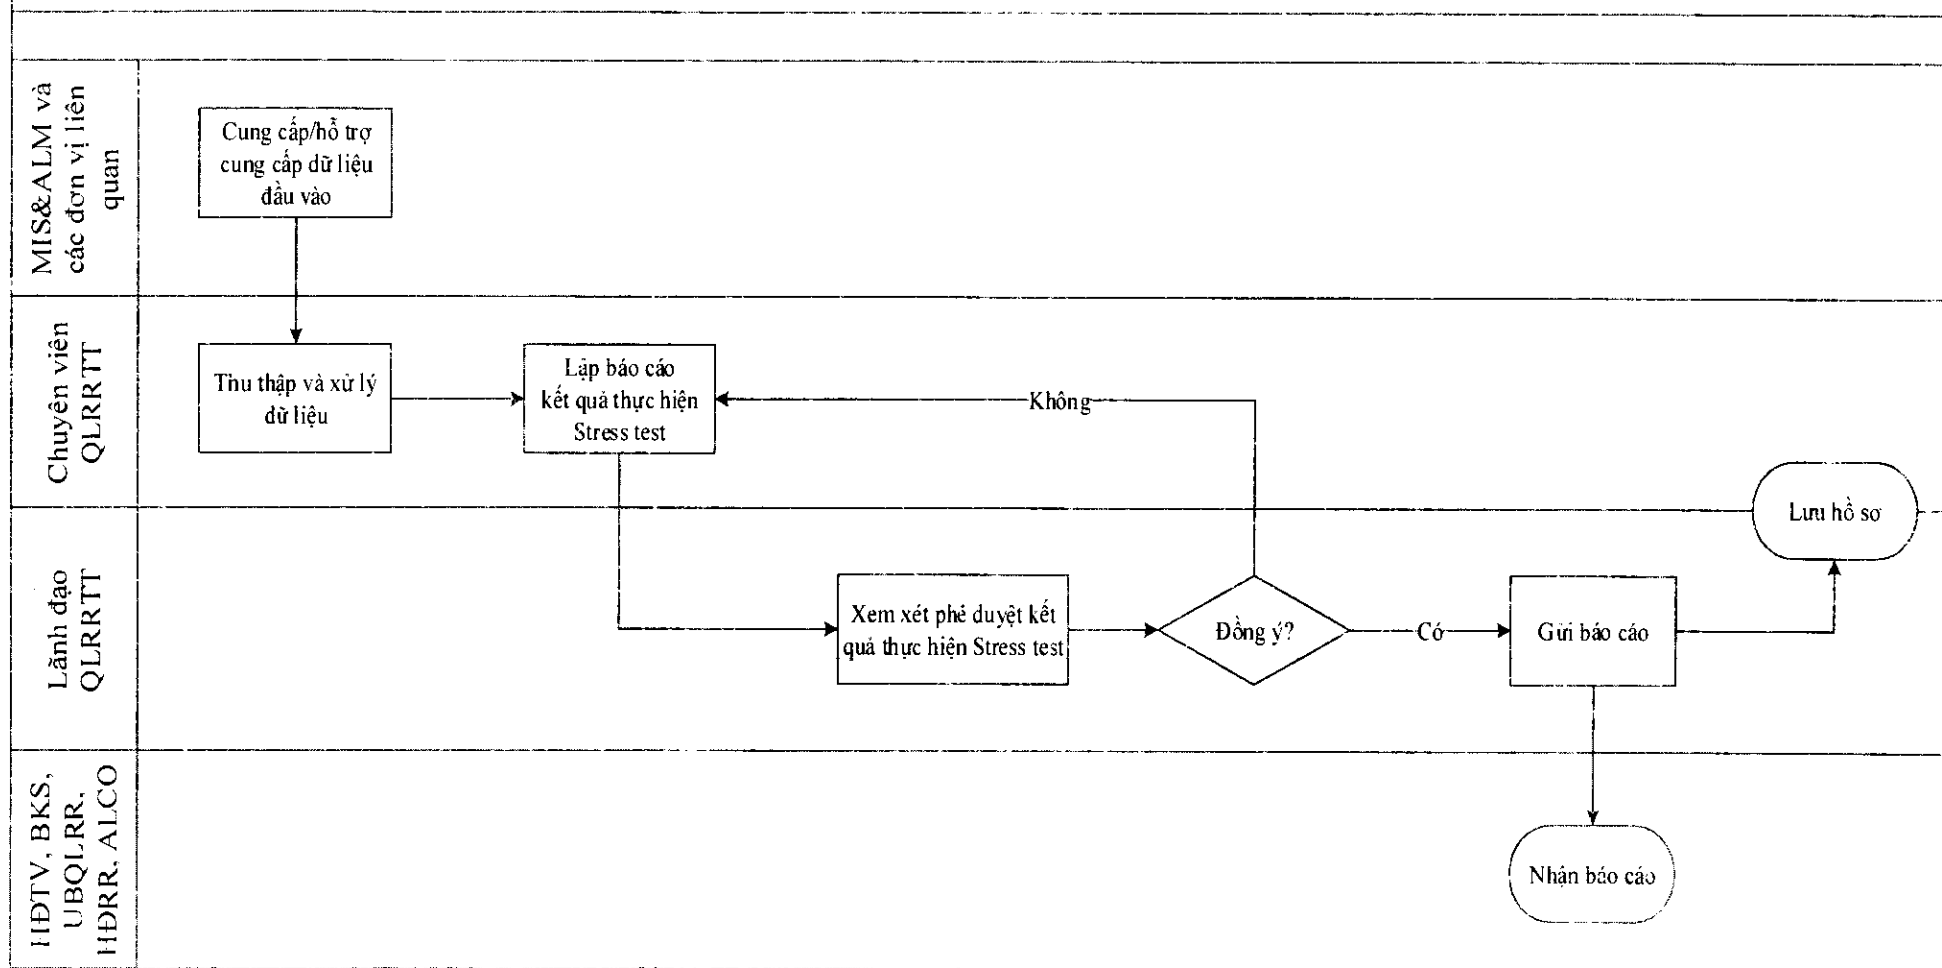 MIS&ALM và
các đơn vị liên
quan
Cung cấp/hỗ trợ
cung cấp dữ liệu
đầu vào
Chuyên viên
QLRRTT
Thu thập và xử lý
dữ liệu
Lập báo cáo
kết quả thực hiện
Stress test
Không
Lưu hồ sơ
Lãnh đạo
QLRRTT
Xem xét phê duyệt kết
quả thực hiện Stress test
Đồng ý?
Có
Gửi báo cáo
HĐTV, BKS,
UBQLRR,
HĐRR, ALCO
Nhận báo cáo